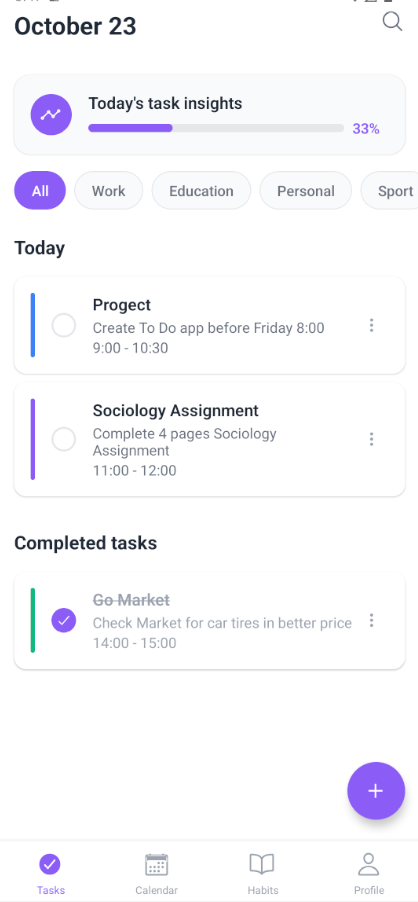 October 23
Today's task insights
33%
All
Work
Education
Personal
Sport
Today
Progect
Create To Do app before Friday 8:00
9:00 - 10:30
Sociology Assignment
Complete 4 pages Sociology
Assignment
11:00 - 12:00
Completed tasks
Go Market
Check Market for car tires in better price
14:00 - 15:00
Tasks
Calendar
Habits
Profile